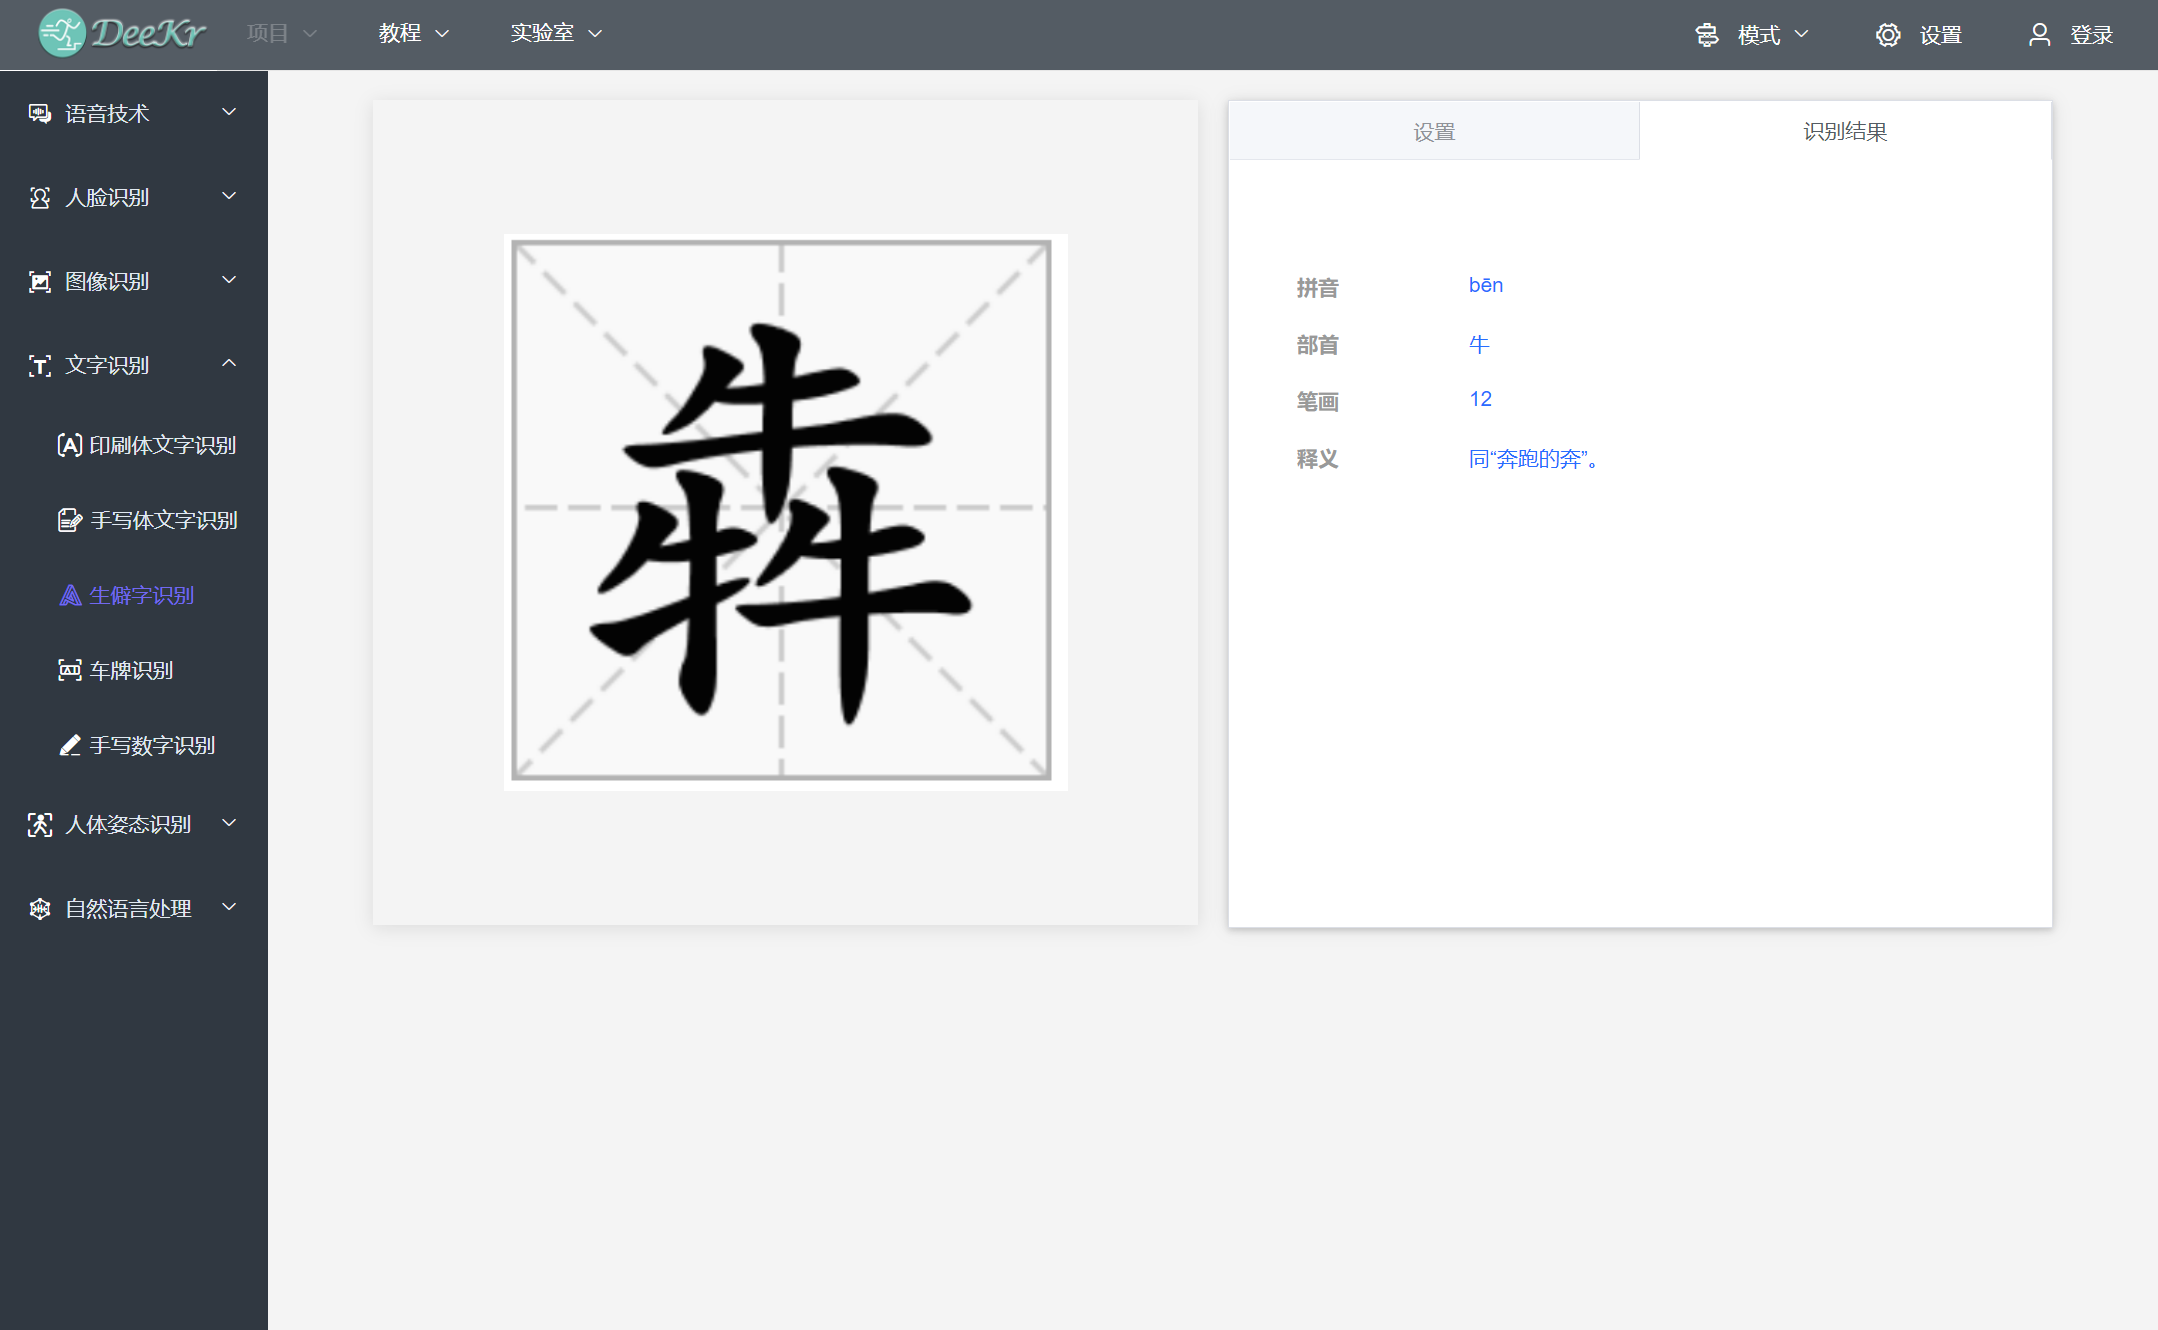 DeeKr
项目
教程
实验室
模式
设置
登录
语音技术
人脸识别
图像识别
文字识别
印刷体文字识别
手写体文字识别
生僻字识别
车牌识别
手写数字识别
人体姿态识别
自然语言处理
犇
设置
识别结果
拼音 bēn
部首 牛
笔画 12
释义 同“奔跑的奔”。